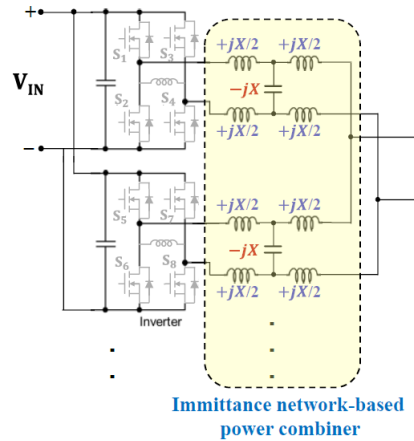 +
S₁
S₃
+jX/2
+jX/2
V_IN
-jX
S₂
S₄
+jX/2
+jX/2
−
S₅
S₇
+jX/2
+jX/2
-jX
S₆
S₈
+jX/2
+jX/2
Inverter
Immittance network-based
power combiner